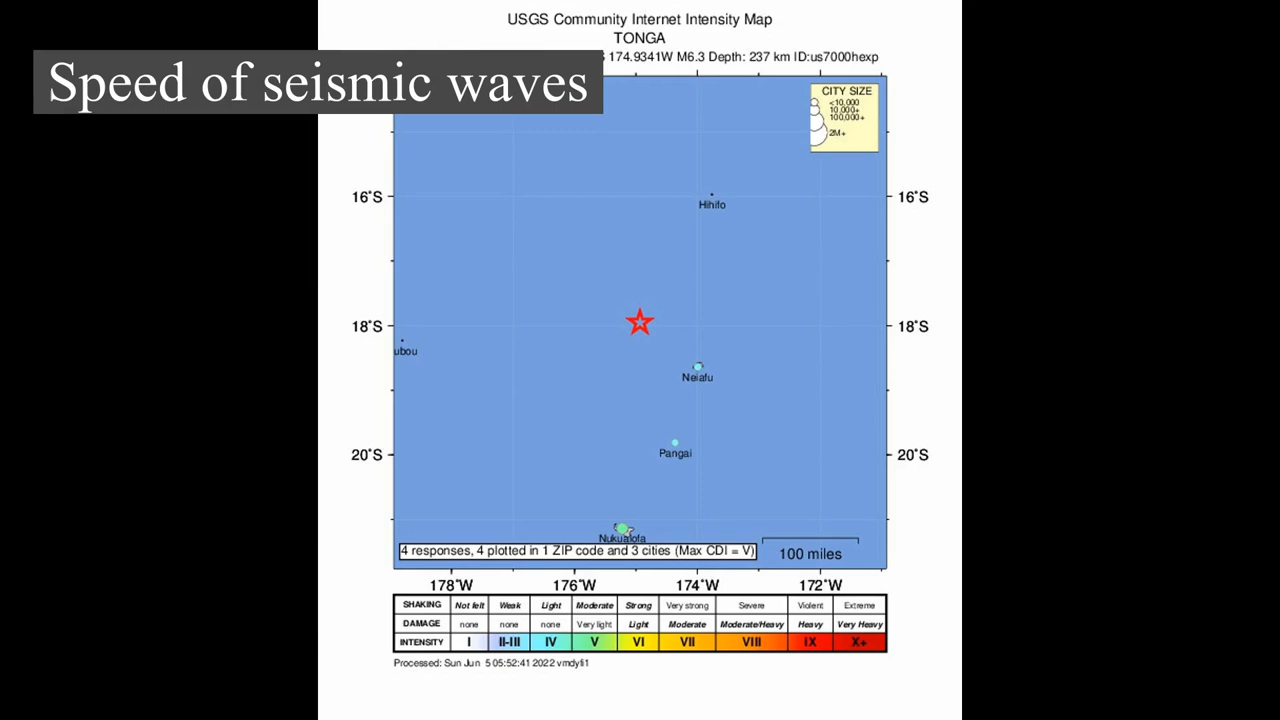 USGS Community Internet Intensity Map
TONGA
174.9341W M6.3 Depth: 237 km ID:us7000hexp
Speed of seismic waves
CITY SIZE
<10,000
10,000+
100,000+
2M+
16°S
16°S
Hihifo
18°S
18°S
ubou
Neiafu
20°S
20°S
Pangai
Nukualofa
4 responses, 4 plotted in 1 ZIP code and 3 cities (Max CDI = V)
100 miles
178°W 176°W 174°W 172°W
SHAKING Not felt Weak Light Moderate Strong Very strong Severe Violent Extreme
DAMAGE none none none Very light Light Moderate Moderate/Heavy Heavy Very Heavy
INTENSITY I II-III IV V VI VII VIII IX X+
Processed: Sun Jun 5 05:52:41 2022 vmdyfi1